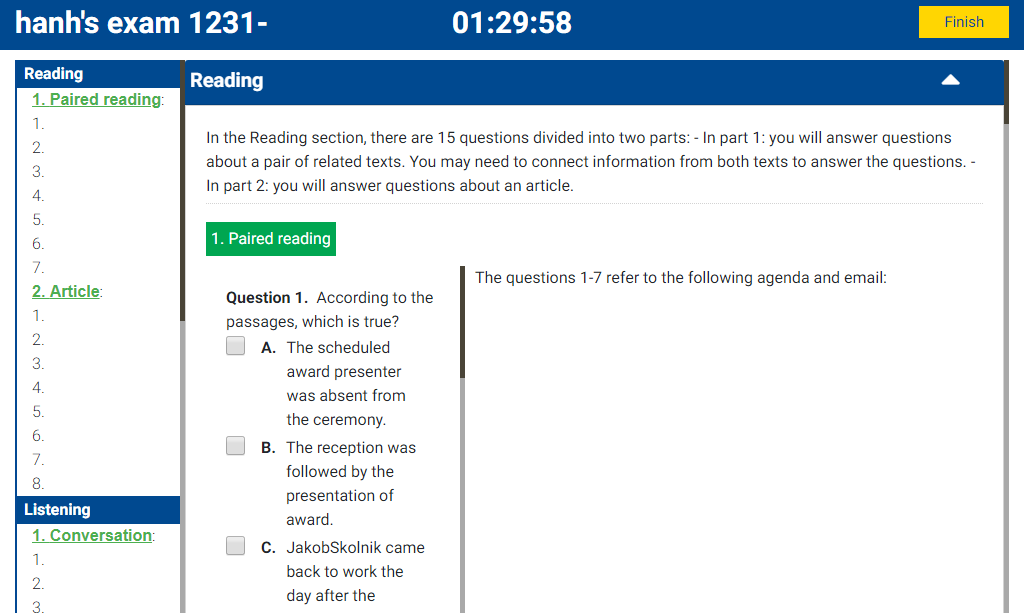 hanh's exam 1231-
01:29:58
Finish
Reading
1. Paired reading:
1.
2.
3.
4.
5.
6.
7.
2. Article:
1.
2.
3.
4.
5.
6.
7.
8.
Listening
1. Conversation:
1.
2.
3.
Reading
In the Reading section, there are 15 questions divided into two parts: - In part 1: you will answer questions
about a pair of related texts. You may need to connect information from both texts to answer the questions. -
In part 2: you will answer questions about an article.
1. Paired reading
Question 1. According to the
passages, which is true?
A. The scheduled
award presenter
was absent from
the ceremony.
B. The reception was
followed by the
presentation of
award.
C. JakobSkolnik came
back to work the
day after the
The questions 1-7 refer to the following agenda and email: